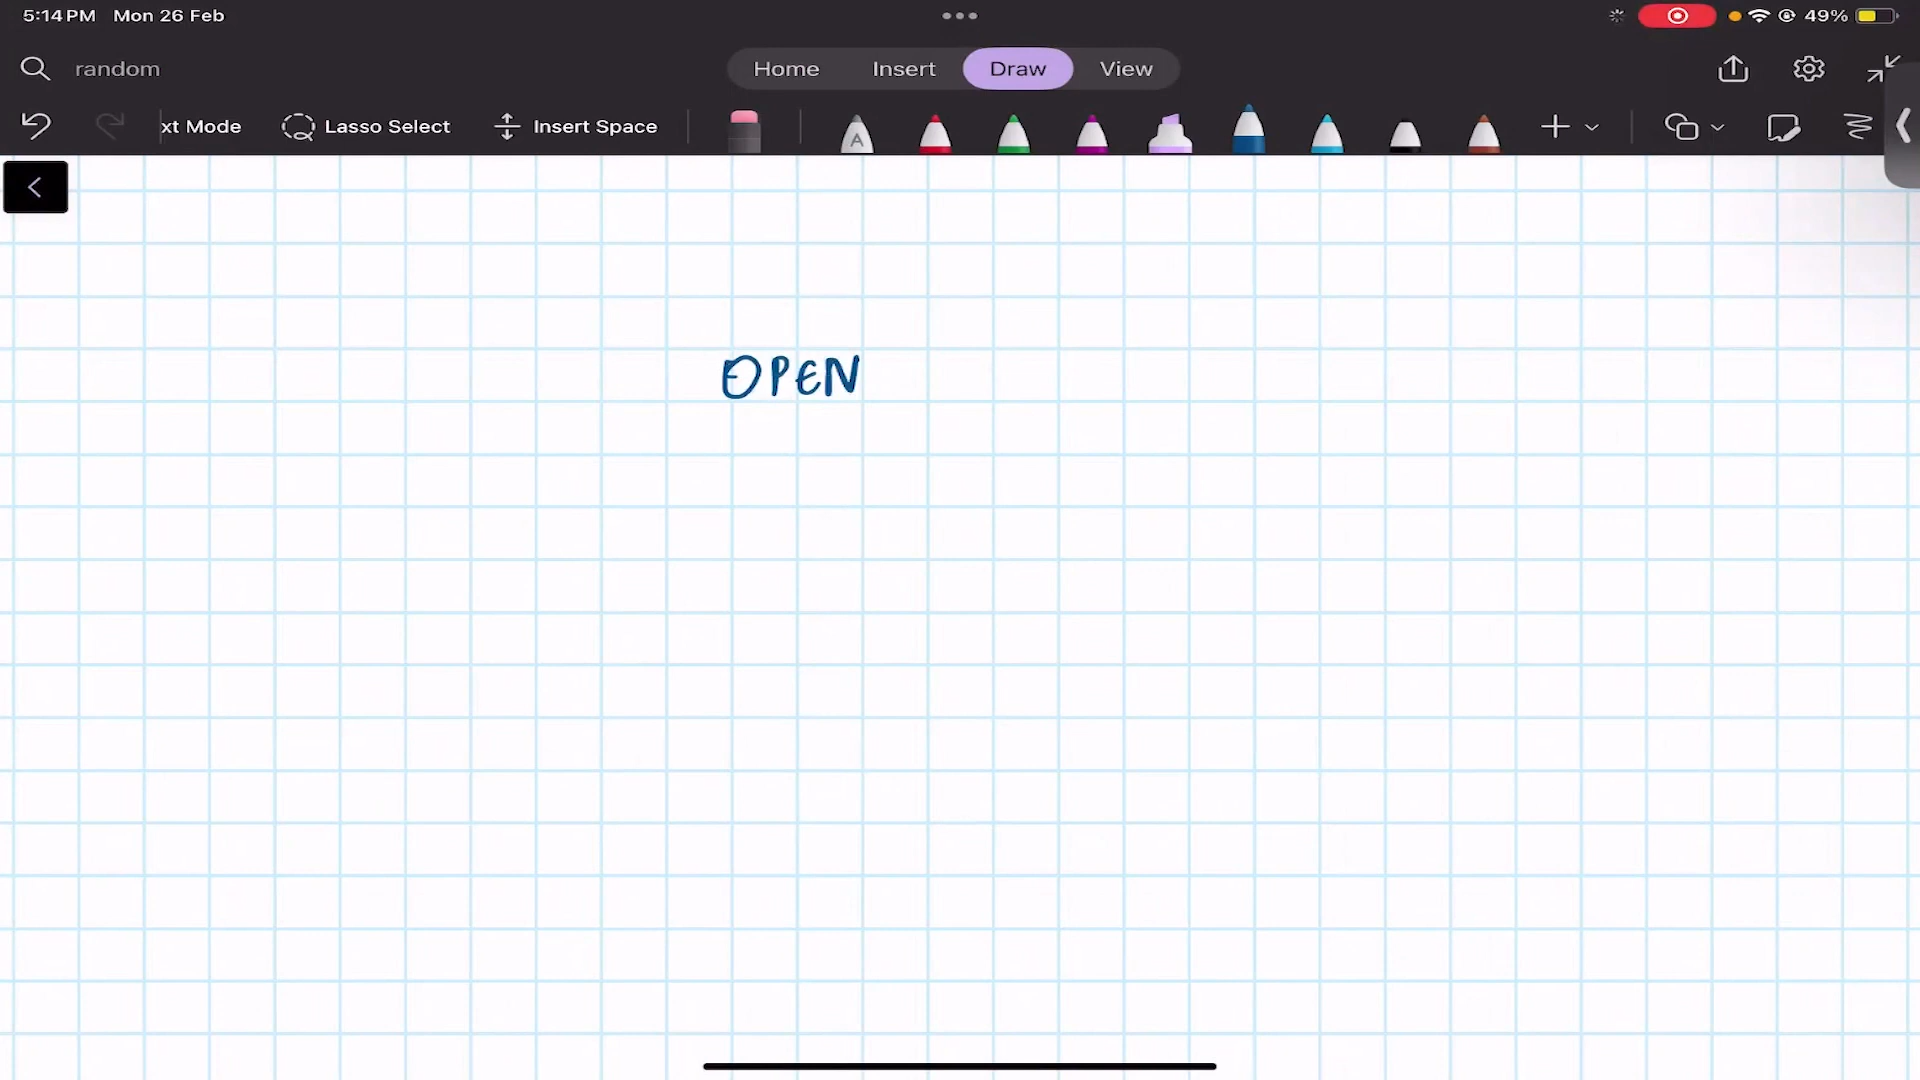 5:14 PM Mon 26 Feb 49%
random Home Insert Draw View
xt Mode Lasso Select Insert Space A
OPEN